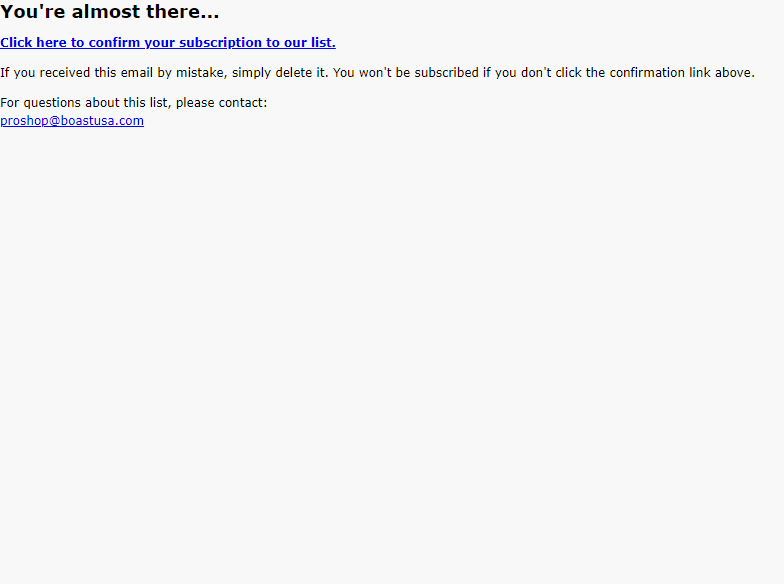 You're almost there...
Click here to confirm your subscription to our list.
If you received this email by mistake, simply delete it. You won't be subscribed if you don't click the confirmation link above.
For questions about this list, please contact:
proshop@boastusa.com